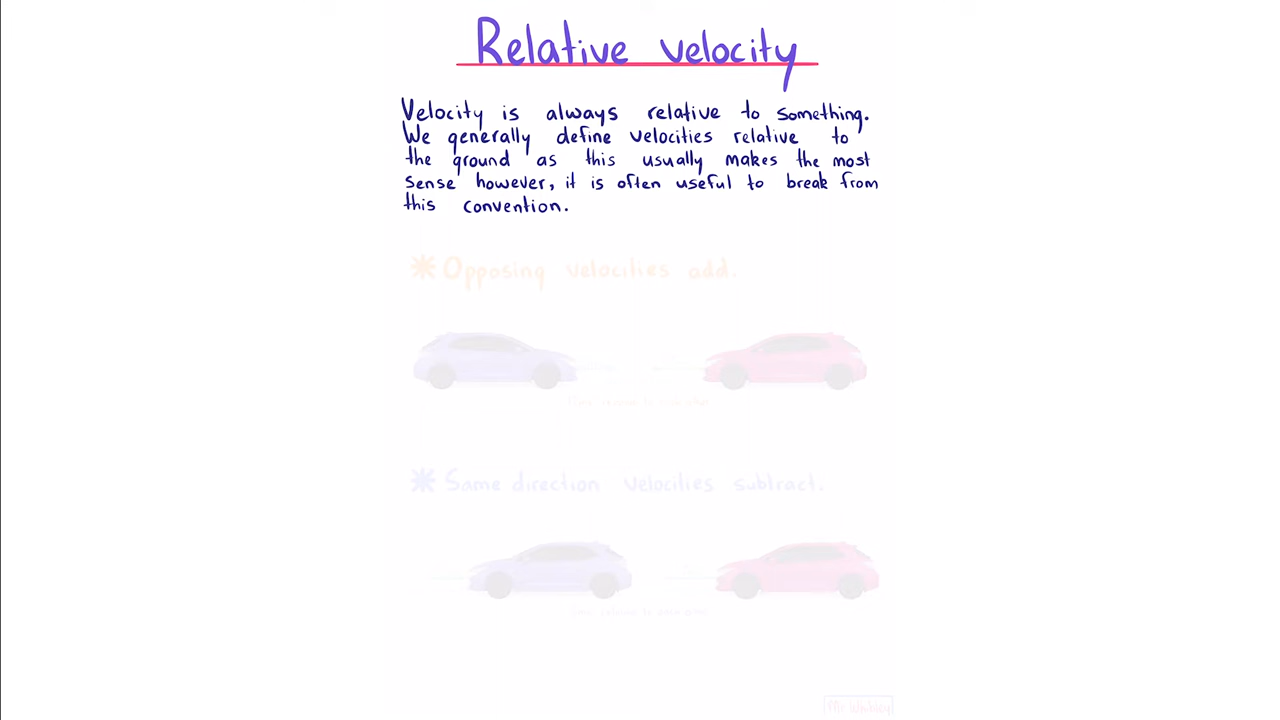 Relative velocity
Velocity is always relative to something.
We generally define velocities relative to
the ground as this usually makes the most
sense however, it is often useful to break from
this convention.
* Opposing velocities add.
* Same direction velocities subtract.